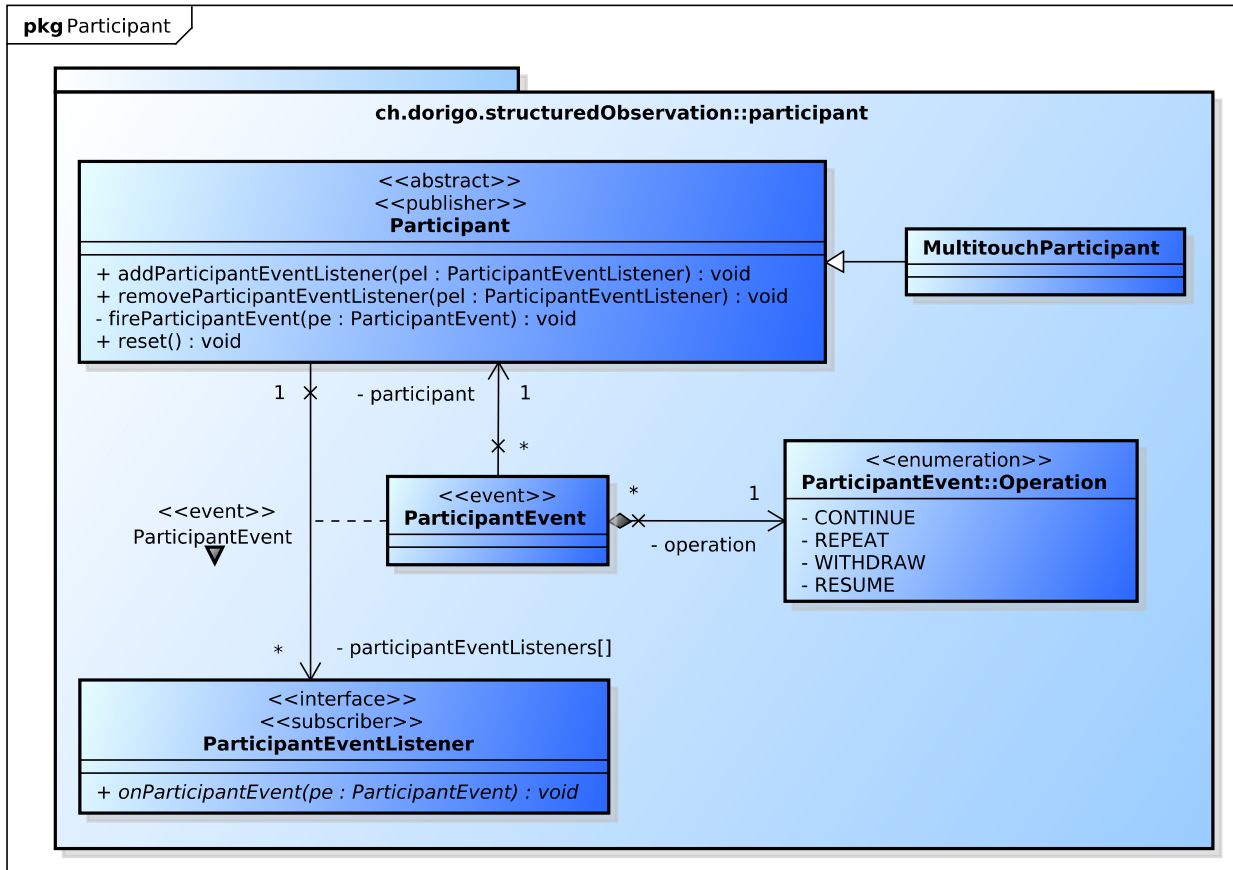 pkg Participant
ch.dorigo.structuredObservation::participant
<<abstract>>
<<publisher>>
Participant
+ addParticipantEventListener(pel : ParticipantEventListener) : void
+ removeParticipantEventListener(pel : ParticipantEventListener) : void
- fireParticipantEvent(pe : ParticipantEvent) : void
+ reset() : void
MultitouchParticipant
1
- participant
1
*
<<event>>
ParticipantEvent
<<event>>
ParticipantEvent
*
1
- operation
<<enumeration>>
ParticipantEvent::Operation
- CONTINUE
- REPEAT
- WITHDRAW
- RESUME
*
- participantEventListeners[]
<<interface>>
<<subscriber>>
ParticipantEventListener
+ onParticipantEvent(pe : ParticipantEvent) : void